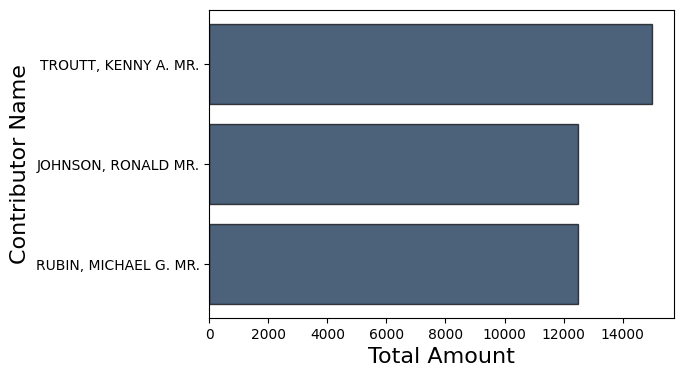 Contributor Name
TROUTT, KENNY A. MR.
JOHNSON, RONALD MR.
RUBIN, MICHAEL G. MR.
0 2000 4000 6000 8000 10000 12000 14000
Total Amount